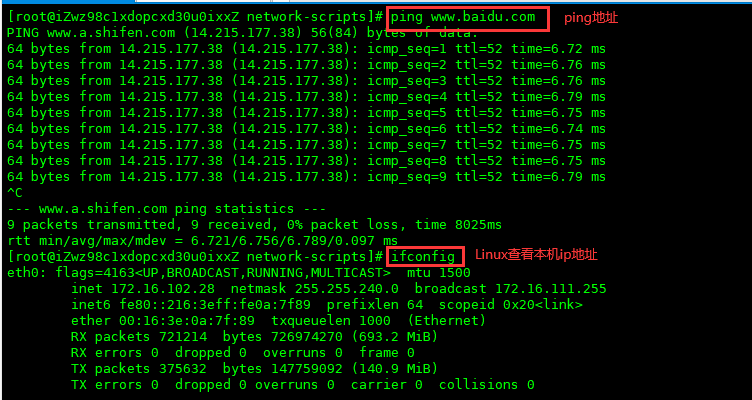 [root@iZwz98c1xdopcxd30u0ixxZ network-scripts]# ping www.baidu.com ping地址
PING www.a.shifen.com (14.215.177.38) 56(84) bytes of data.
64 bytes from 14.215.177.38 (14.215.177.38): icmp_seq=1 ttl=52 time=6.72 ms
64 bytes from 14.215.177.38 (14.215.177.38): icmp_seq=2 ttl=52 time=6.76 ms
64 bytes from 14.215.177.38 (14.215.177.38): icmp_seq=3 ttl=52 time=6.76 ms
64 bytes from 14.215.177.38 (14.215.177.38): icmp_seq=4 ttl=52 time=6.79 ms
64 bytes from 14.215.177.38 (14.215.177.38): icmp_seq=5 ttl=52 time=6.75 ms
64 bytes from 14.215.177.38 (14.215.177.38): icmp_seq=6 ttl=52 time=6.74 ms
64 bytes from 14.215.177.38 (14.215.177.38): icmp_seq=7 ttl=52 time=6.75 ms
64 bytes from 14.215.177.38 (14.215.177.38): icmp_seq=8 ttl=52 time=6.75 ms
64 bytes from 14.215.177.38 (14.215.177.38): icmp_seq=9 ttl=52 time=6.79 ms
^C
--- www.a.shifen.com ping statistics ---
9 packets transmitted, 9 received, 0% packet loss, time 8025ms
rtt min/avg/max/mdev = 6.721/6.756/6.789/0.097 ms
[root@iZwz98c1xdopcxd30u0ixxZ network-scripts]# ifconfig Linux查看本机ip地址
eth0: flags=4163<UP,BROADCAST,RUNNING,MULTICAST>  mtu 1500
inet 172.16.102.28  netmask 255.255.240.0  broadcast 172.16.111.255
inet6 fe80::216:3eff:fe0a:7f89  prefixlen 64  scopeid 0x20<link>
ether 00:16:3e:0a:7f:89  txqueuelen 1000  (Ethernet)
RX packets 721214  bytes 726974270 (693.2 MiB)
RX errors 0  dropped 0  overruns 0  frame 0
TX packets 375632  bytes 147759092 (140.9 MiB)
TX errors 0  dropped 0 overruns 0  carrier 0  collisions 0